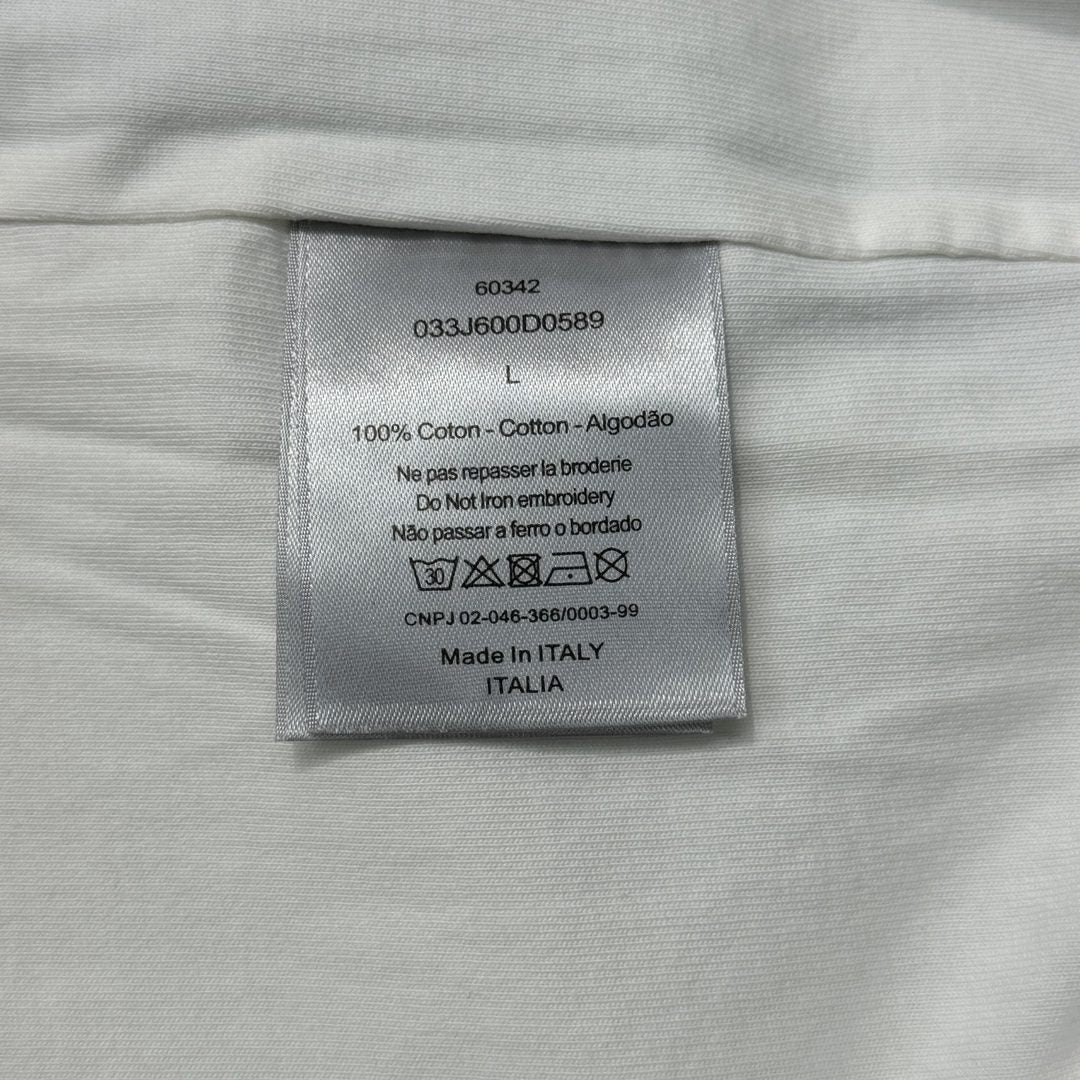 60342
033J600D0589
L
100% Coton - Cotton - Algodão
Ne pas repasser la broderie
Do Not Iron embroidery
Não passar a ferro o bordado
30
CNPJ 02-046-366/0003-99
Made In ITALY
ITALIA